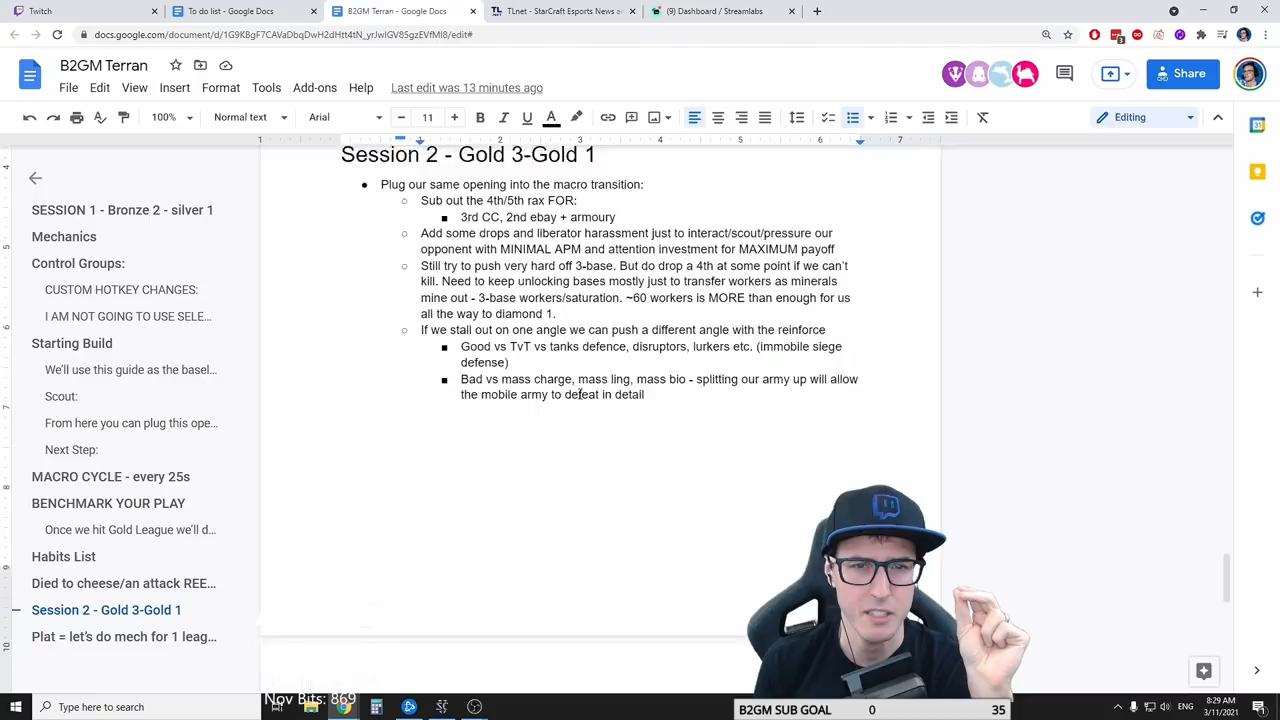 Twitch
To do list - Google Docs
B2GM Terran - Google Docs
TLnet - StarCraft Esports News a
(9) Dashboard / Streamlabs
docs.google.com/document/d/1G9KBgF7CAVaDbqDwH2dHtt4tN_yrJwIGV85gzEVfMI8/edit#
B2GM Terran
Share
File Edit View Insert Format Tools Add-ons Help Last edit was 13 minutes ago
100% Normal text Arial 11 Editing
Session 2 - Gold 3-Gold 1
Plug our same opening into the macro transition:
Sub out the 4th/5th rax FOR:
3rd CC, 2nd ebay + armoury
Add some drops and liberator harassment just to interact/scout/pressure our
opponent with MINIMAL APM and attention investment for MAXIMUM payoff
Still try to push very hard off 3-base. But do drop a 4th at some point if we can't
kill. Need to keep unlocking bases mostly just to transfer workers as minerals
mine out - 3-base workers/saturation. ~60 workers is MORE than enough for us
all the way to diamond 1.
If we stall out on one angle we can push a different angle with the reinforce
Good vs TvT vs tanks defence, disruptors, lurkers etc. (immobile siege
defense)
Bad vs mass charge, mass ling, mass bio - splitting our army up will allow
the mobile army to defeat in detail
SESSION 1 - Bronze 2 - silver 1
Mechanics
Control Groups:
CUSTOM HOTKEY CHANGES:
I AM NOT GOING TO USE SELE...
Starting Build
We'll use this guide as the basel...
Scout:
From here you can plug this ope...
Next Step:
MACRO CYCLE - every 25s
BENCHMARK YOUR PLAY
Once we hit Gold League we'll d...
Habits List
Died to cheese/an attack REE...
Session 2 - Gold 3-Gold 1
Plat = let's do mech for 1 leag...
Nov Bits: 869
Type here to search
B2GM SUB GOAL 0 35
ENG
8:29 AM
3/11/2021